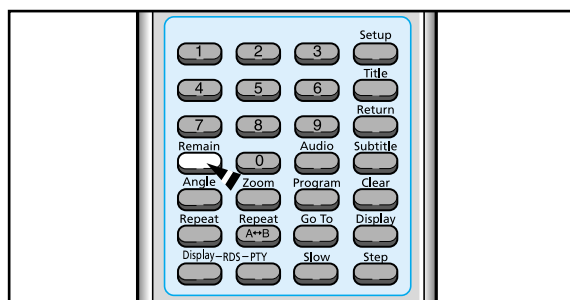 Setup
1 2 3
Title
4 5 6
Return
7 8 9
Remain 0 Audio Subtitle
Angle Zoom Program Clear
Repeat Repeat Go To Display
A↔B
Display–RDS–PTY Slow Step